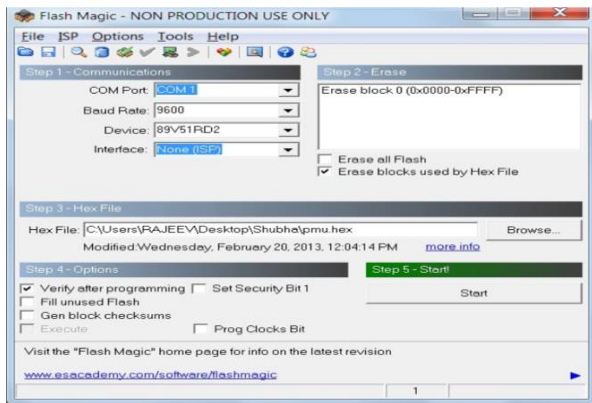 Flash Magic - NON PRODUCTION USE ONLY
File ISP Options Tools Help
Step 1 - Communications
COM Port: COM 1
Baud Rate: 9600
Device: 89V51RD2
Interface: None (ISP)
Step 2 - Erase
Erase block 0 (0x0000-0xFFFF)
Erase all Flash
Erase blocks used by Hex File
Step 3 - Hex File
Hex File: C:\Users\RAJEEV\Desktop\Shubha\pmu.hex Browse...
Modified:Wednesday, February 20, 2013, 12:04:14 PM more info
Step 4 - Options
Verify after programming Set Security Bit 1
Fill unused Flash
Gen block checksums
Execute Prog Clocks Bit
Step 5 - Start!
Start
Visit the "Flash Magic" home page for info on the latest revision
www.esacademy.com/software/flashmagic
1